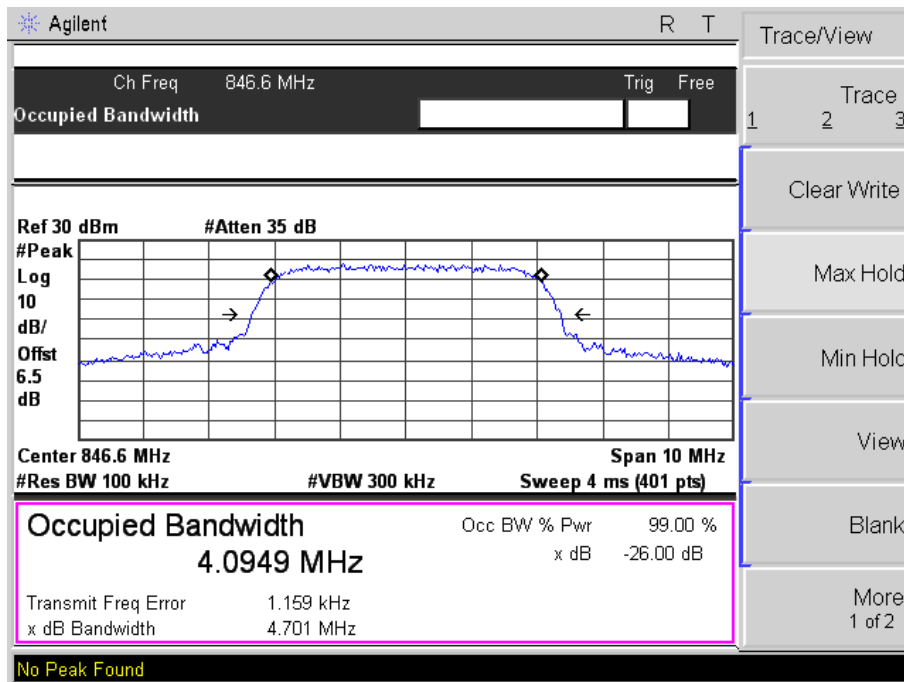 Agilent R T
Ch Freq 846.6 MHz Trig Free
Occupied Bandwidth
Ref 30 dBm #Atten 35 dB
#Peak
Log
10
dB/
Offst
6.5
dB
Center 846.6 MHz Span 10 MHz
#Res BW 100 kHz #VBW 300 kHz Sweep 4 ms (401 pts)
Occupied Bandwidth Occ BW % Pwr 99.00 %
4.0949 MHz x dB -26.00 dB
Transmit Freq Error 1.159 kHz
x dB Bandwidth 4.701 MHz
No Peak Found
Trace/View
Trace
1 2 3
Clear Write
Max Hold
Min Hold
View
Blank
More
1 of 2